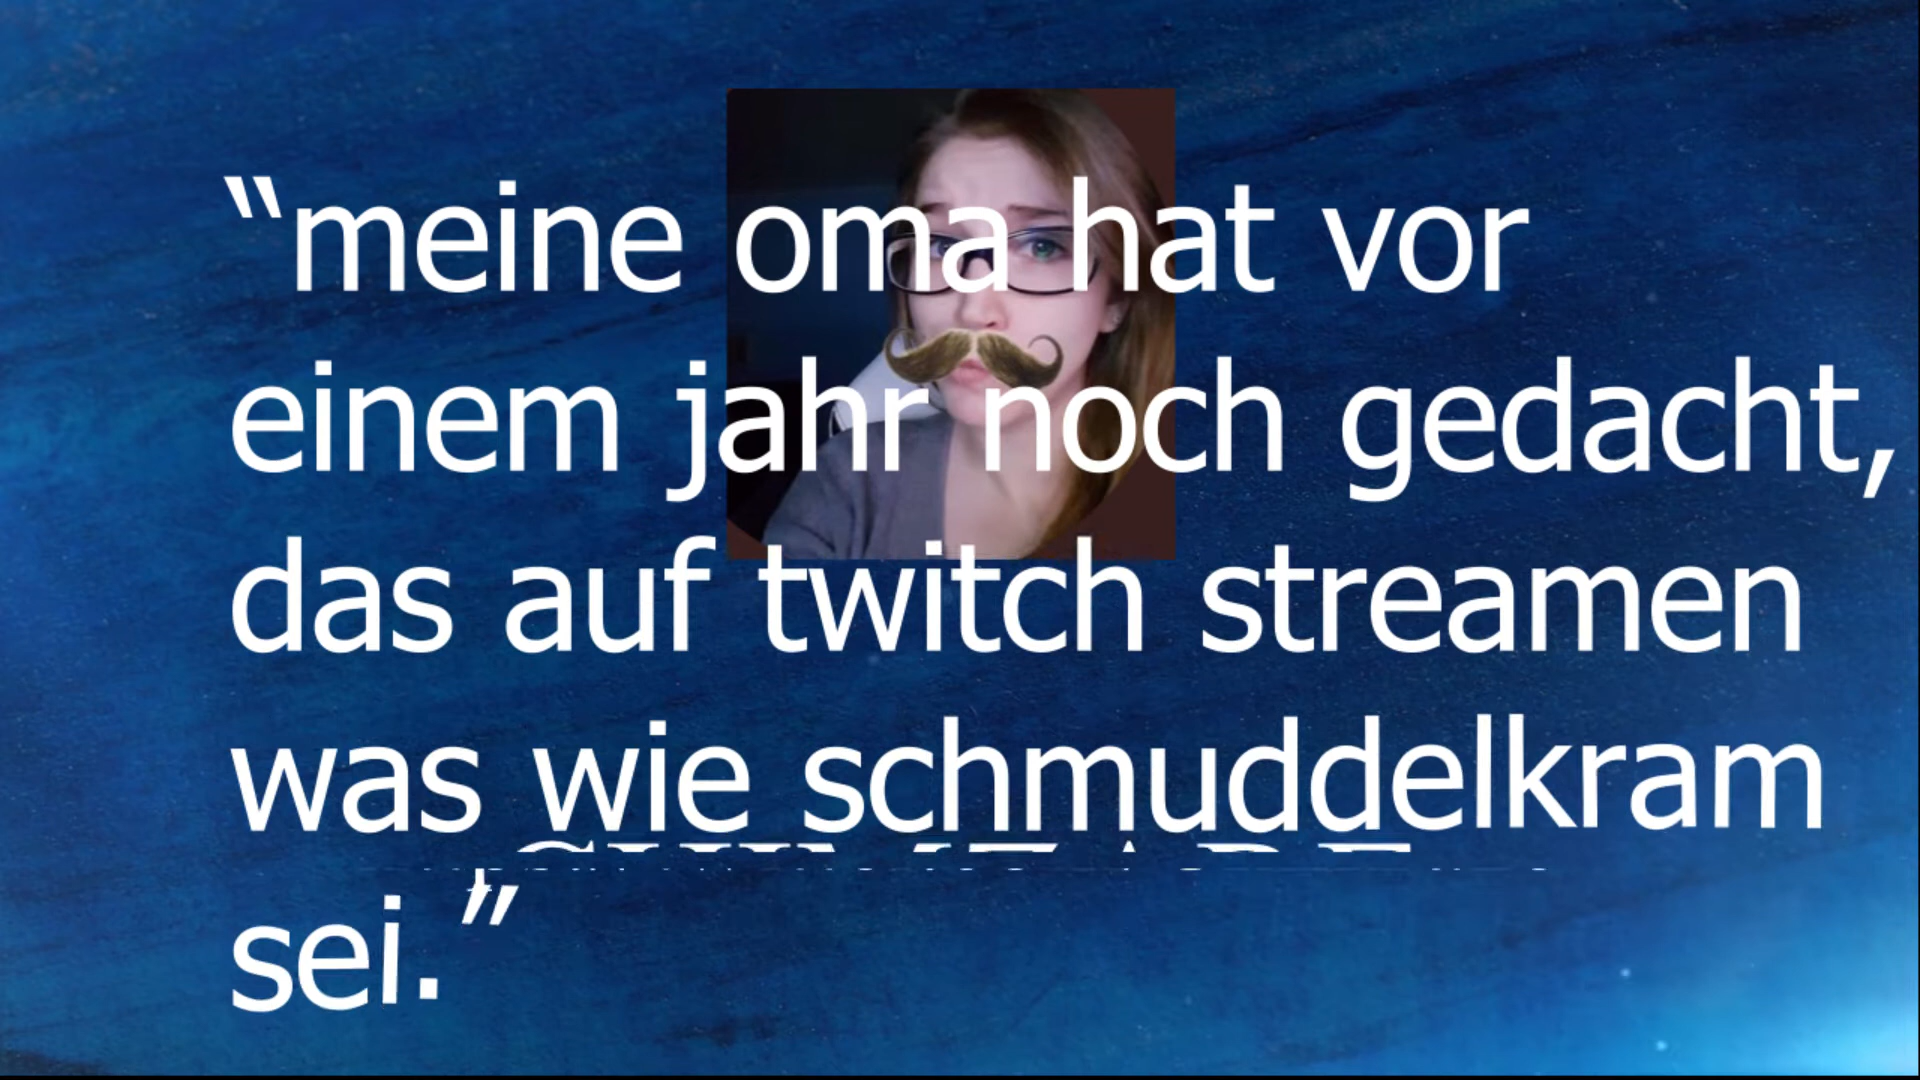 “meine oma hat vor
einem jahr noch gedacht,
das auf twitch streamen
was wie schmuddelkram
sei.”